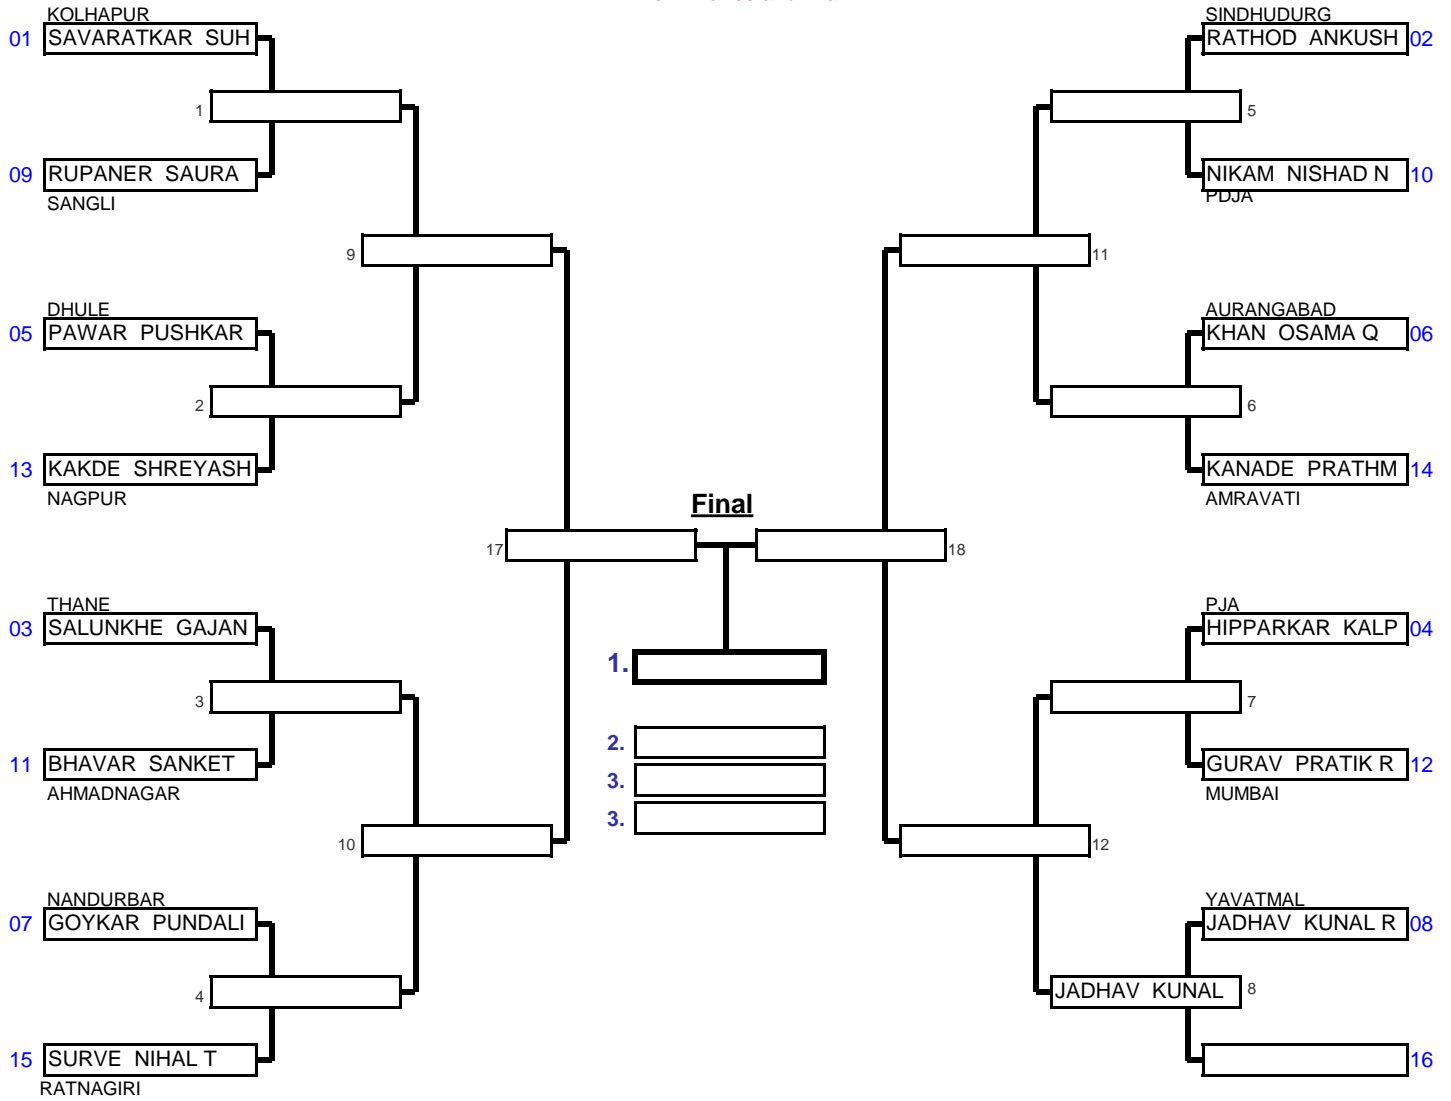 KOLHAPUR
01 SAVARATKAR SUH
1
09 RUPANER SAURA
SANGLI
9
DHULE
05 PAWAR PUSHKAR
2
13 KAKDE SHREYASH
NAGPUR
17
THANE
03 SALUNKHE GAJAN
3
11 BHAVAR SANKET
AHMADNAGAR
10
NANDURBAR
07 GOYKAR PUNDALI
4
15 SURVE NIHAL T
RATNAGIRI
Final
1.
2.
3.
3.
SINDHUDURG
RATHOD ANKUSH 02
5
NIKAM NISHAD N 10
PDJA
11
AURANGABAD
KHAN OSAMA Q 06
6
KANADE PRATHM 14
AMRAVATI
18
PJA
HIPPARKAR KALP 04
7
GURAV PRATIK R 12
MUMBAI
12
YAVATMAL
JADHAV KUNAL R 08
JADHAV KUNAL 8
16